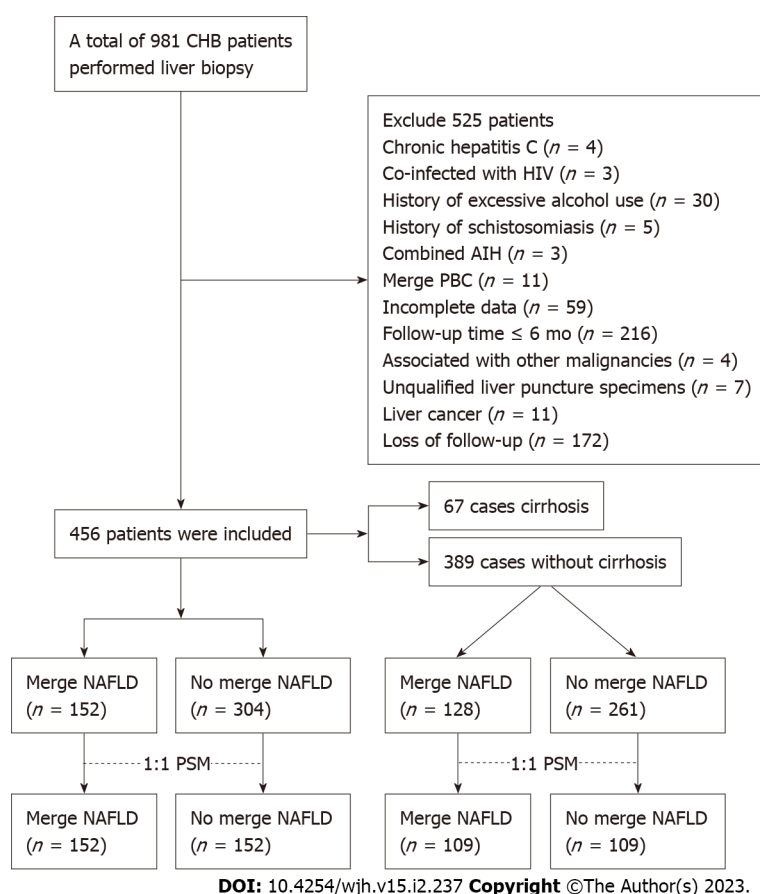 A total of 981 CHB patients
performed liver biopsy
Exclude 525 patients
Chronic hepatitis C (n = 4)
Co-infected with HIV (n = 3)
History of excessive alcohol use (n = 30)
History of schistosomiasis (n = 5)
Combined AIH (n = 3)
Merge PBC (n = 11)
Incomplete data (n = 59)
Follow-up time ≤ 6 mo (n = 216)
Associated with other malignancies (n = 4)
Unqualified liver puncture specimens (n = 7)
Liver cancer (n = 11)
Loss of follow-up (n = 172)
456 patients were included
67 cases cirrhosis
389 cases without cirrhosis
Merge NAFLD
(n = 152)
No merge NAFLD
(n = 304)
Merge NAFLD
(n = 128)
No merge NAFLD
(n = 261)
1:1 PSM
1:1 PSM
Merge NAFLD
(n = 152)
No merge NAFLD
(n = 152)
Merge NAFLD
(n = 109)
No merge NAFLD
(n = 109)
DOI: 10.4254/wjh.v15.i2.237 Copyright ©The Author(s) 2023.